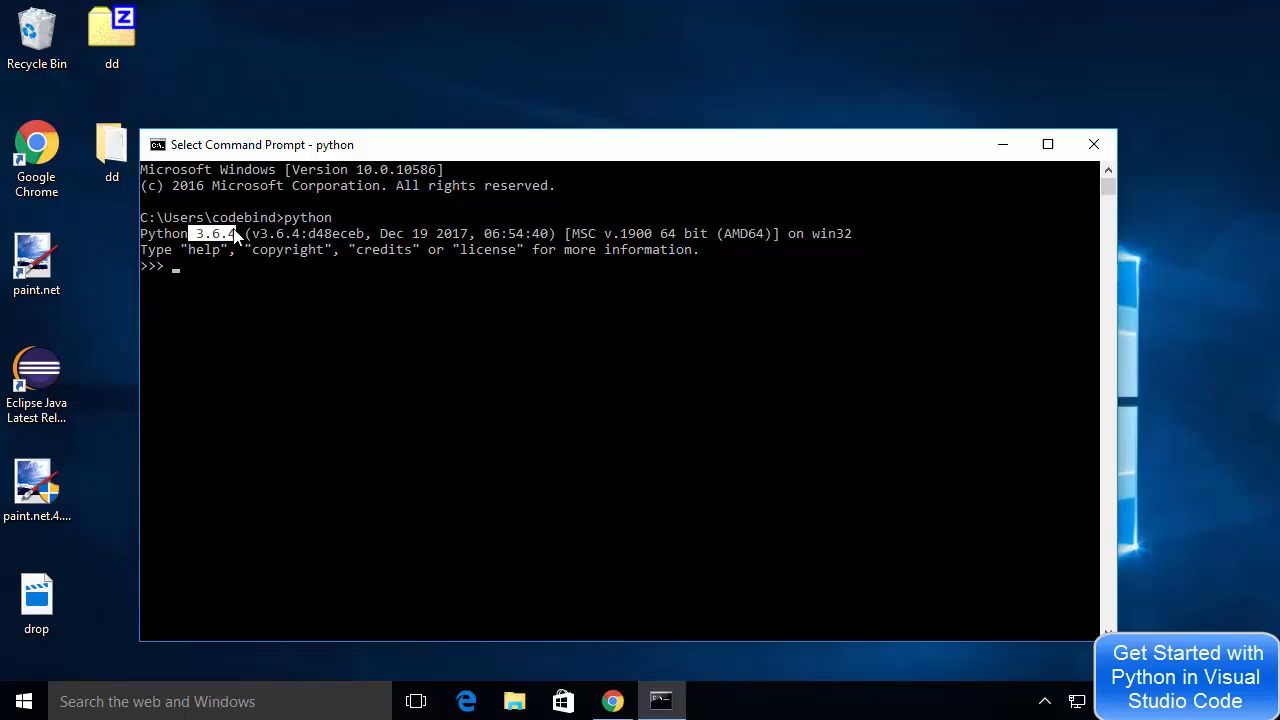 Recycle Bin
dd
Google
Chrome
dd
paint.net
Eclipse Java
Latest Rel...
paint.net.4....
drop
Select Command Prompt - python
Microsoft Windows [Version 10.0.10586]
(c) 2016 Microsoft Corporation. All rights reserved.
C:\Users\codebind>python
Python 3.6.4 (v3.6.4:d48eceb, Dec 19 2017, 06:54:40) [MSC v.1900 64 bit (AMD64)] on win32
Type "help", "copyright", "credits" or "license" for more information.
>>> _
Get Started with
Python in Visual
Studio Code
Search the web and Windows